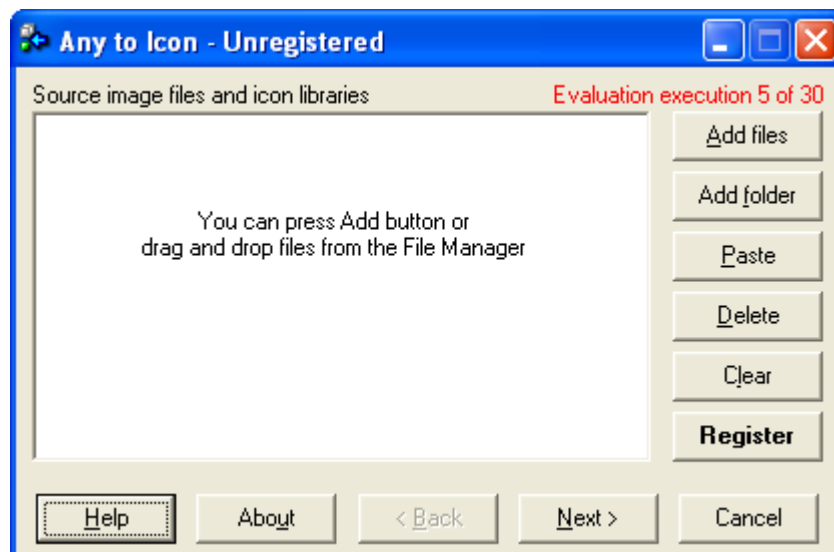 Any to Icon - Unregistered
Source image files and icon libraries
Evaluation execution 5 of 30
You can press Add button or
drag and drop files from the File Manager
Add files
Add folder
Paste
Delete
Clear
Register
Help
About
< Back
Next >
Cancel